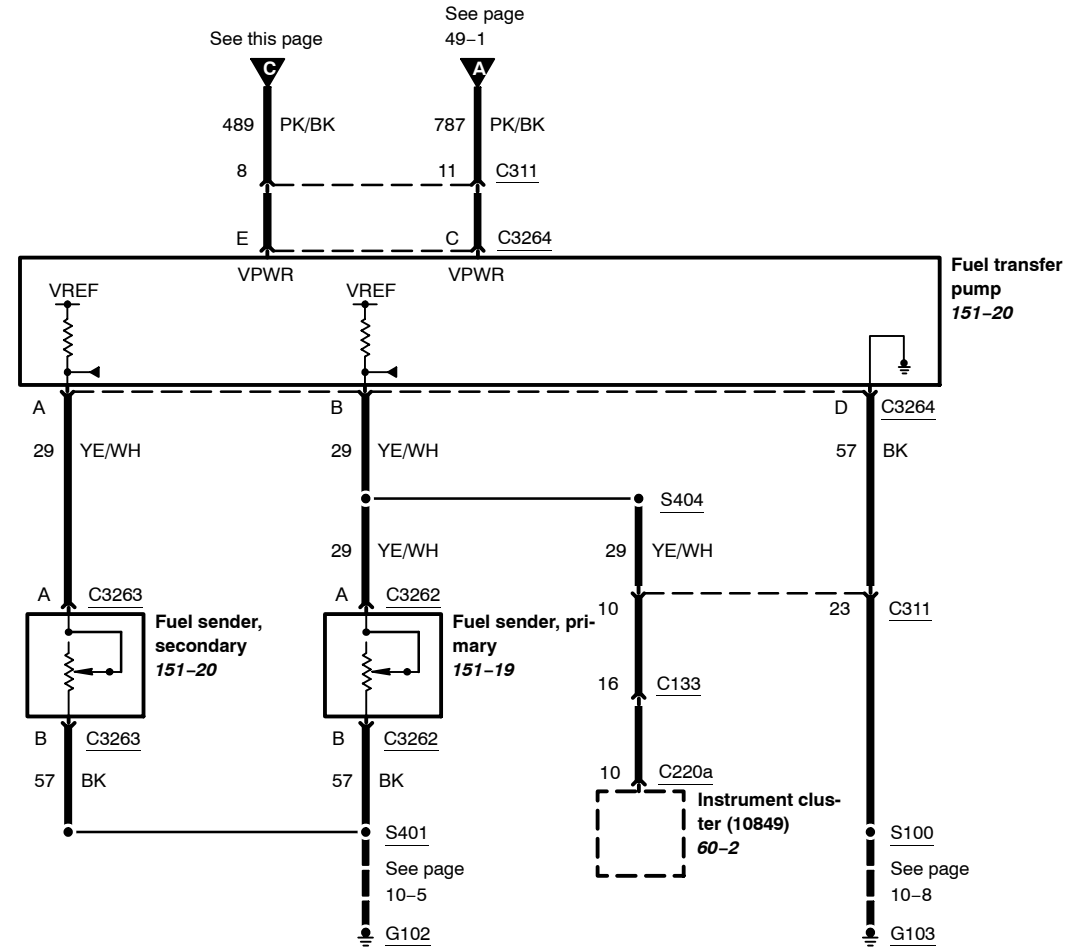 See page
49–1
See this page
C
A
489 PK/BK
787 PK/BK
8
11 C311
E
C C3264
VPWR
VPWR
VREF
VREF
Fuel transfer
pump
151–20
A
B
D C3264
29 YE/WH
29 YE/WH
57 BK
S404
29 YE/WH
29 YE/WH
A C3263
A C3262
10
23 C311
Fuel sender,
secondary
151–20
Fuel sender, pri-
mary
151–19
16 C133
B C3263
B C3262
57 BK
57 BK
10 C220a
Instrument clus-
ter (10849)
60–2
S401
S100
See page
10–5
See page
10–8
G102
G103